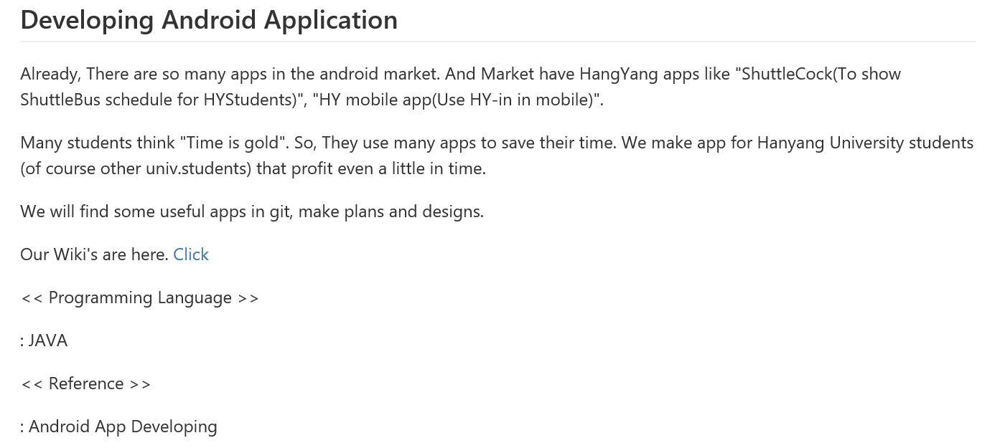 Developing Android Application
Already, There are so many apps in the android market. And Market have HangYang apps like "ShuttleCock(To show
ShuttleBus schedule for HYStudents)", "HY mobile app(Use HY-in in mobile)".
Many students think "Time is gold". So, They use many apps to save their time. We make app for Hanyang University students
(of course other univ.students) that profit even a little in time.
We will find some useful apps in git, make plans and designs.
Our Wiki's are here. Click
<< Programming Language >>
: JAVA
<< Reference >>
: Android App Developing